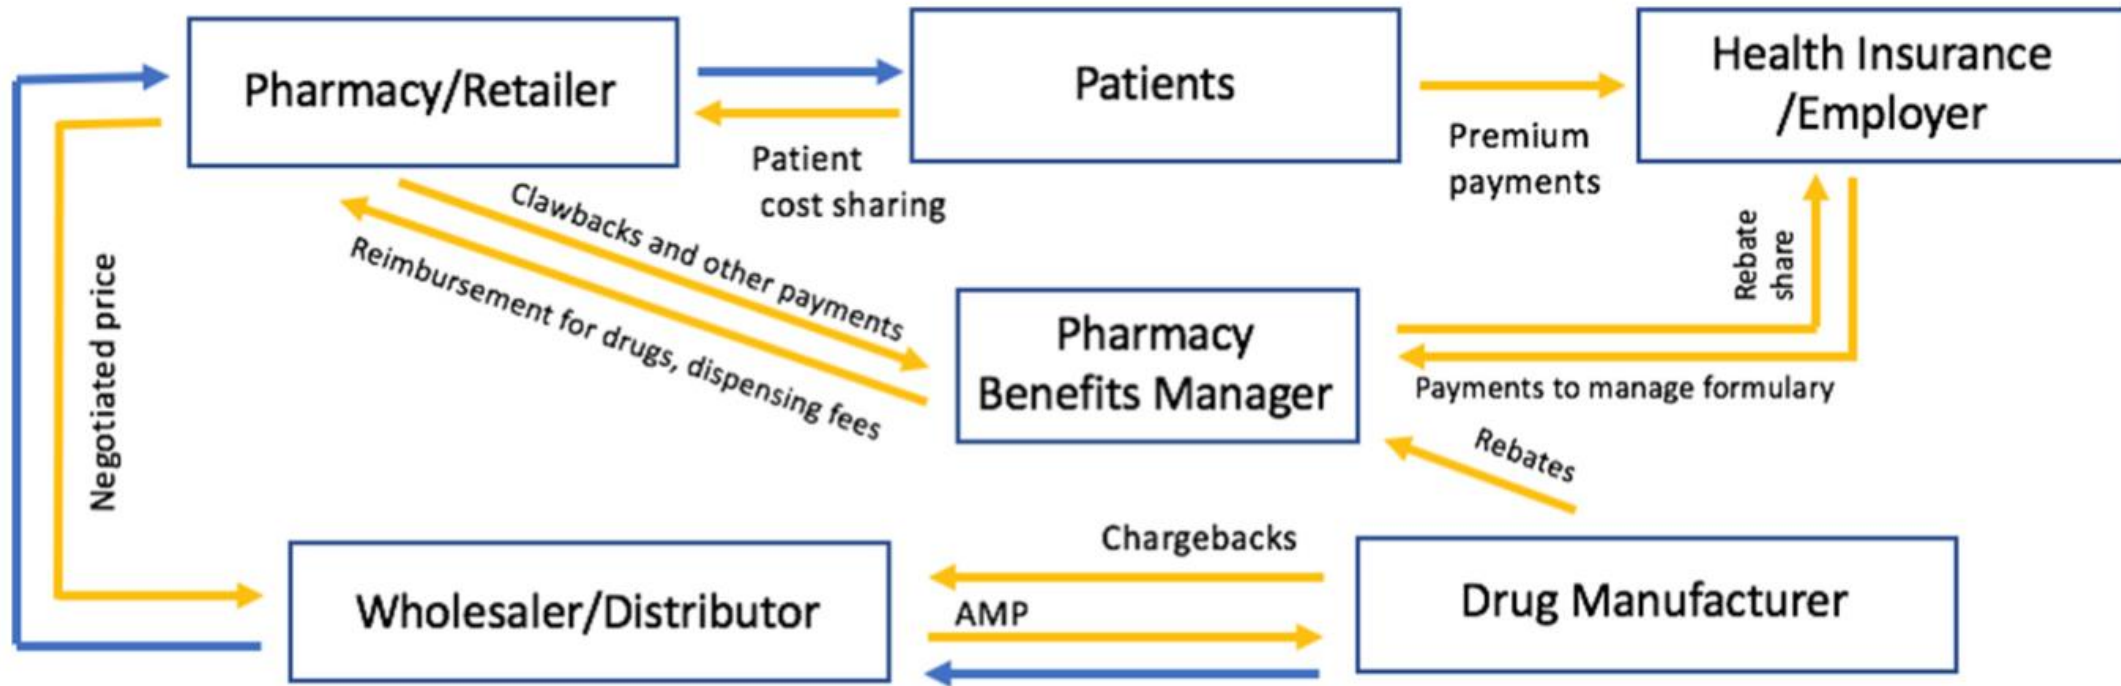 Pharmacy/Retailer
Patients
Health Insurance
/Employer
Patient
cost sharing
Premium
payments
Clawbacks and other payments
Reimbursement for drugs, dispensing fees
Negotiated price
Rebate
share
Pharmacy
Benefits Manager
Payments to manage formulary
Rebates
Chargebacks
AMP
Wholesaler/Distributor
Drug Manufacturer